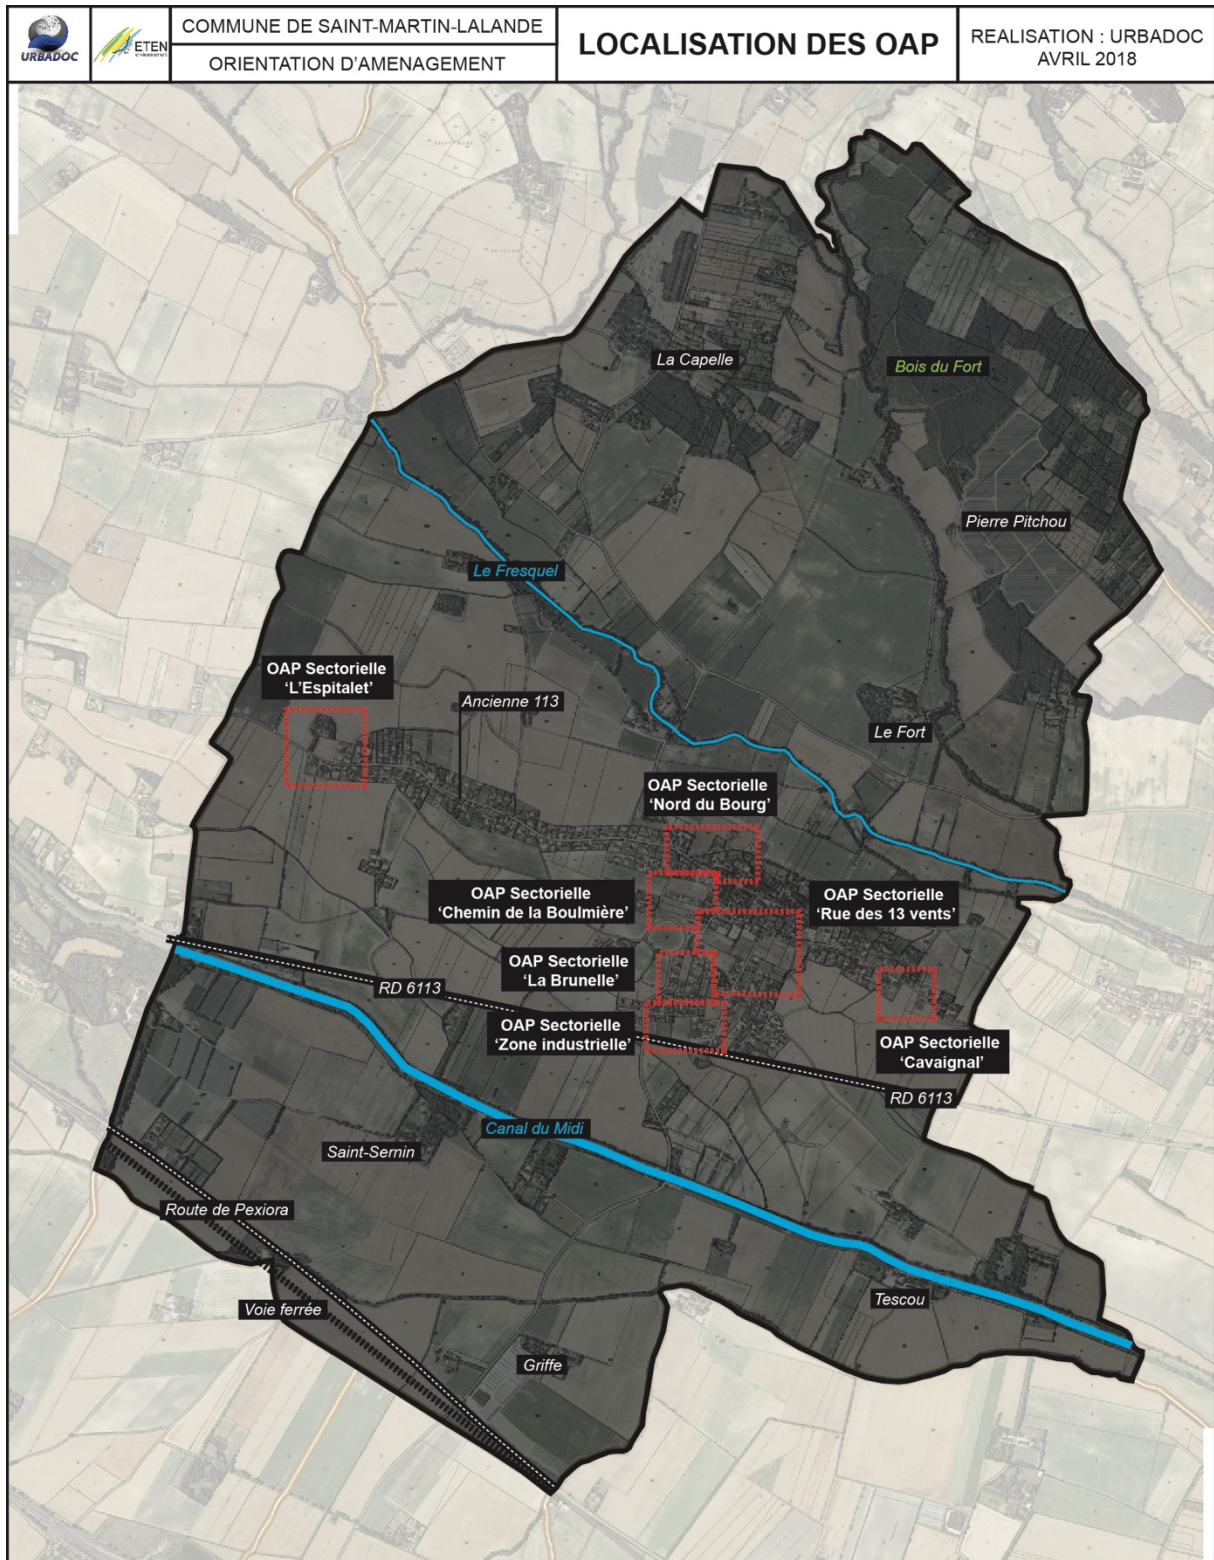 URBADOC
ETEN
environnement
COMMUNE DE SAINT-MARTIN-LALANDE
ORIENTATION D'AMENAGEMENT
LOCALISATION DES OAP
REALISATION : URBADOC
AVRIL 2018
La Capelle
Bois du Fort
Pierre Pitchou
Le Fresquel
OAP Sectorielle
‘L’Espitalet’
Ancienne 113
Le Fort
OAP Sectorielle
‘Nord du Bourg’
OAP Sectorielle
‘Chemin de la Boulmière’
OAP Sectorielle
‘Rue des 13 vents’
OAP Sectorielle
‘La Brunelle’
RD 6113
OAP Sectorielle
‘Zone industrielle’
OAP Sectorielle
‘Cavaignal’
RD 6113
Canal du Midi
Saint-Sernin
Route de Pexiora
Tescou
Voie ferrée
Griffe